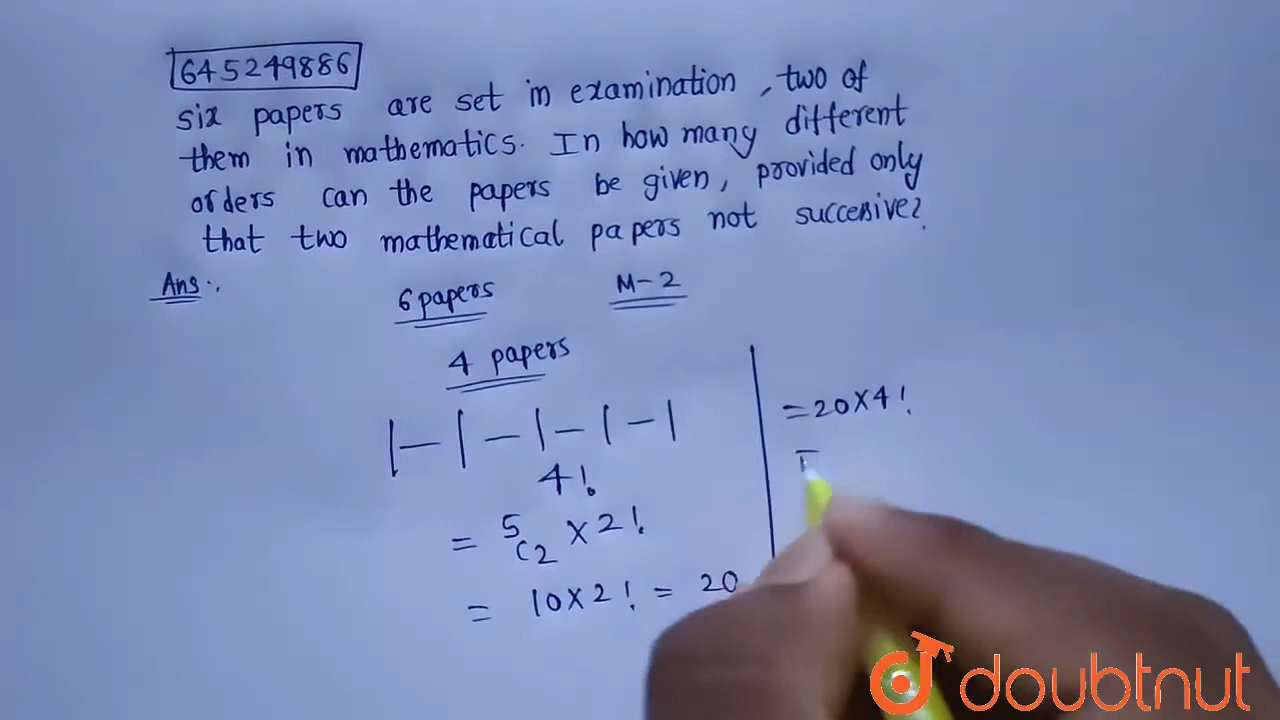 645249886
six papers are set in examination, two of
them in mathematics. In how many different
orders can the papers be given, provided only
that two mathematical papers not succesive?
Ans:.
6 papers M-2
4 papers
|-|-|-|-|
4!
= 5C2 × 2!
= 10×2! = 20
= 20×4!
doubtnut